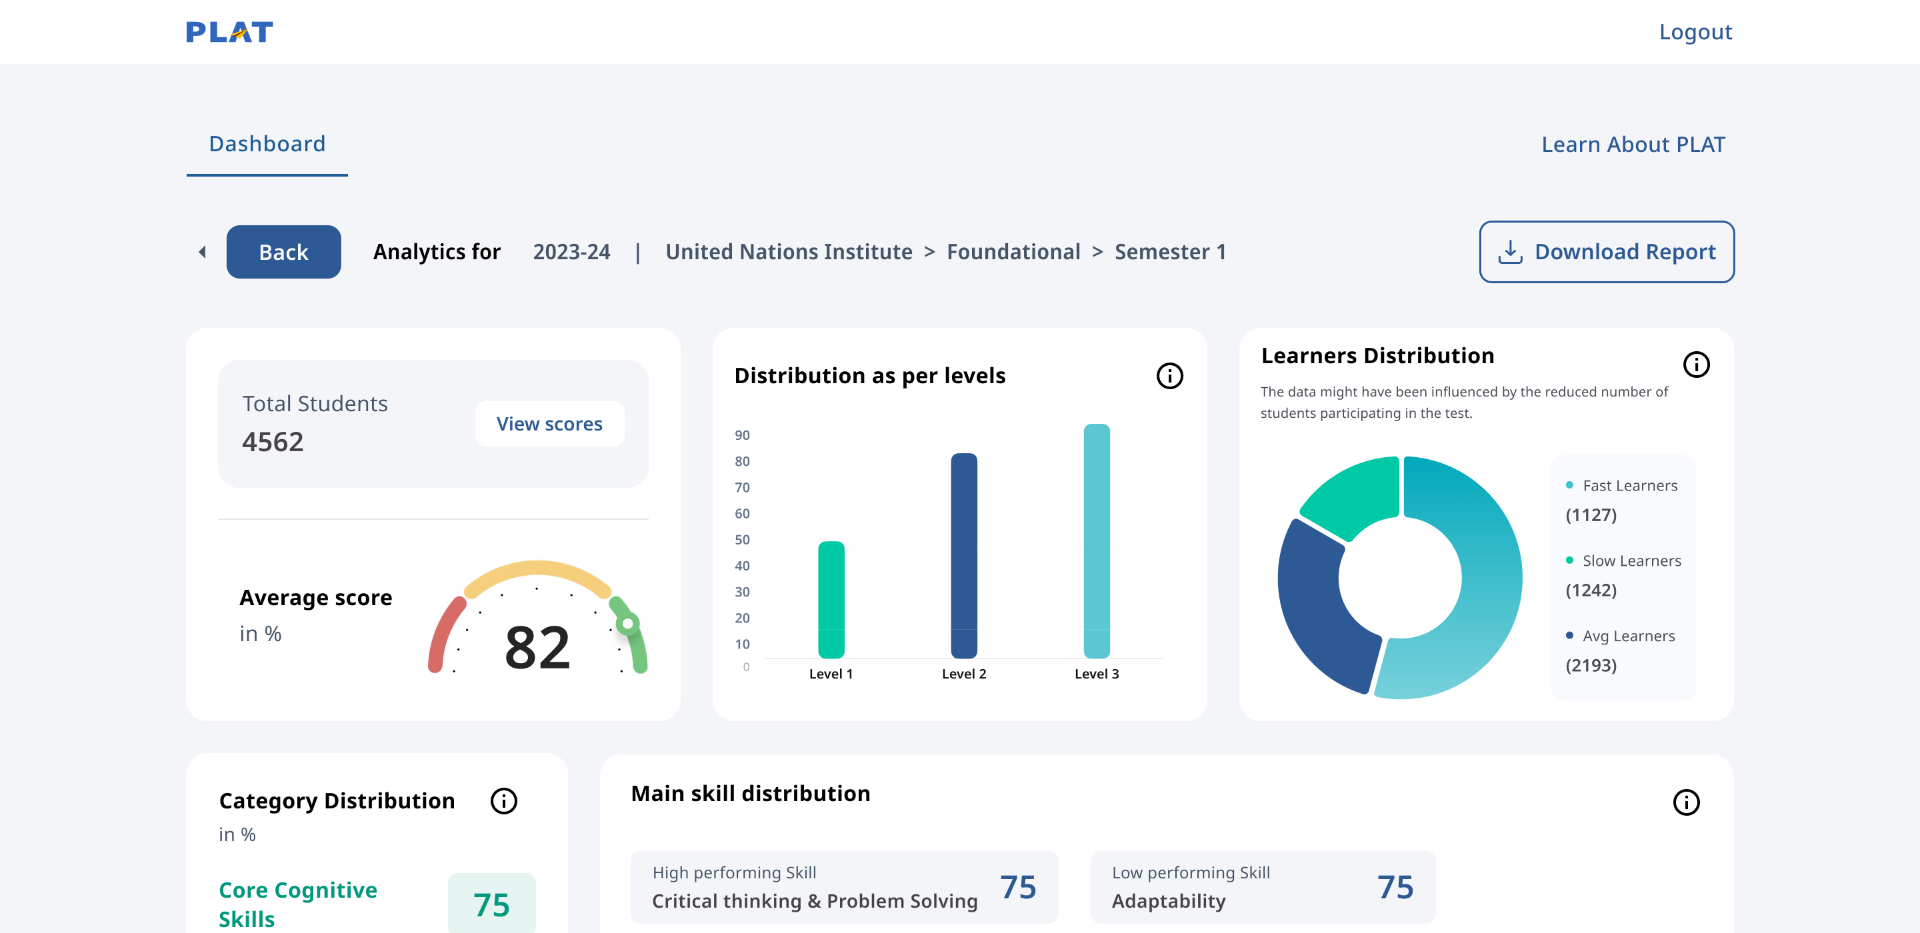 PLAT
Logout
Dashboard
Learn About PLAT
Back
Analytics for 2023-24 | United Nations Institute > Foundational > Semester 1
Download Report
Total Students
4562
View scores
Average score
in %
82
Distribution as per levels
90
80
70
60
50
40
30
20
10
0
Level 1 Level 2 Level 3
Learners Distribution
The data might have been influenced by the reduced number of
students participating in the test.
Fast Learners
(1127)
Slow Learners
(1242)
Avg Learners
(2193)
Category Distribution
in %
Core Cognitive
Skills
75
Main skill distribution
High performing Skill
Critical thinking & Problem Solving
75
Low performing Skill
Adaptability
75